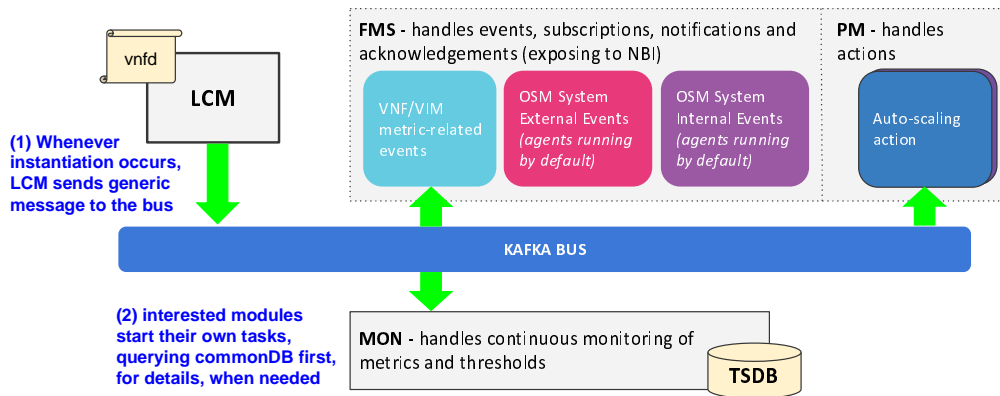 vnfd
LCM
(1) Whenever
instantiation occurs,
LCM sends generic
message to the bus
FMS - handles events, subscriptions, notifications and
acknowledgements (exposing to NBI)
VNF/VIM
metric-related
events
OSM System
External Events
(agents running
by default)
OSM System
Internal Events
(agents running
by default)
PM - handles
actions
Auto-scaling
action
KAFKA BUS
(2) interested modules
start their own tasks,
querying commonDB first,
for details, when needed
MON - handles continuous monitoring of
metrics and thresholds
TSDB